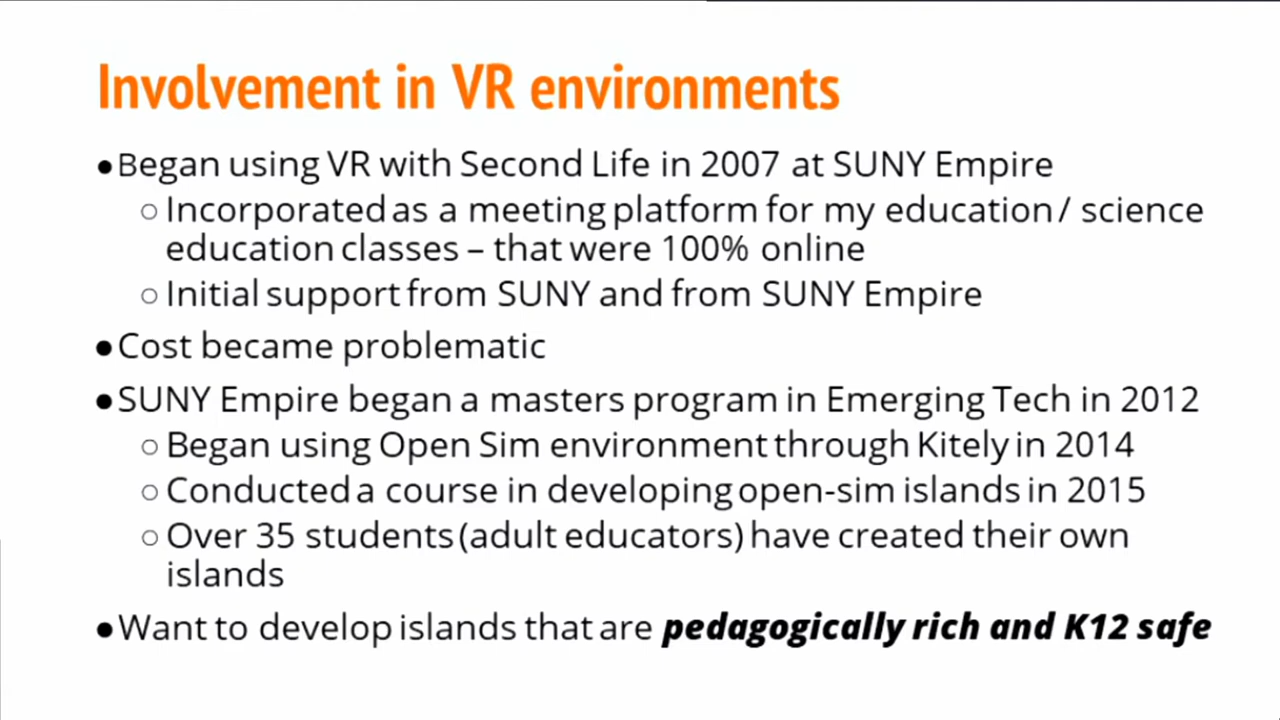 Involvement in VR environments
●Began using VR with Second Life in 2007 at SUNY Empire
○Incorporated as a meeting platform for my education/ science
education classes – that were 100% online
○Initial support from SUNY and from SUNY Empire
●Cost became problematic
●SUNY Empire began a masters program in Emerging Tech in 2012
○Began using Open Sim environment through Kitely in 2014
○Conducted a course in developing open-sim islands in 2015
○Over 35 students (adult educators) have created their own
islands
●Want to develop islands that are pedagogically rich and K12 safe